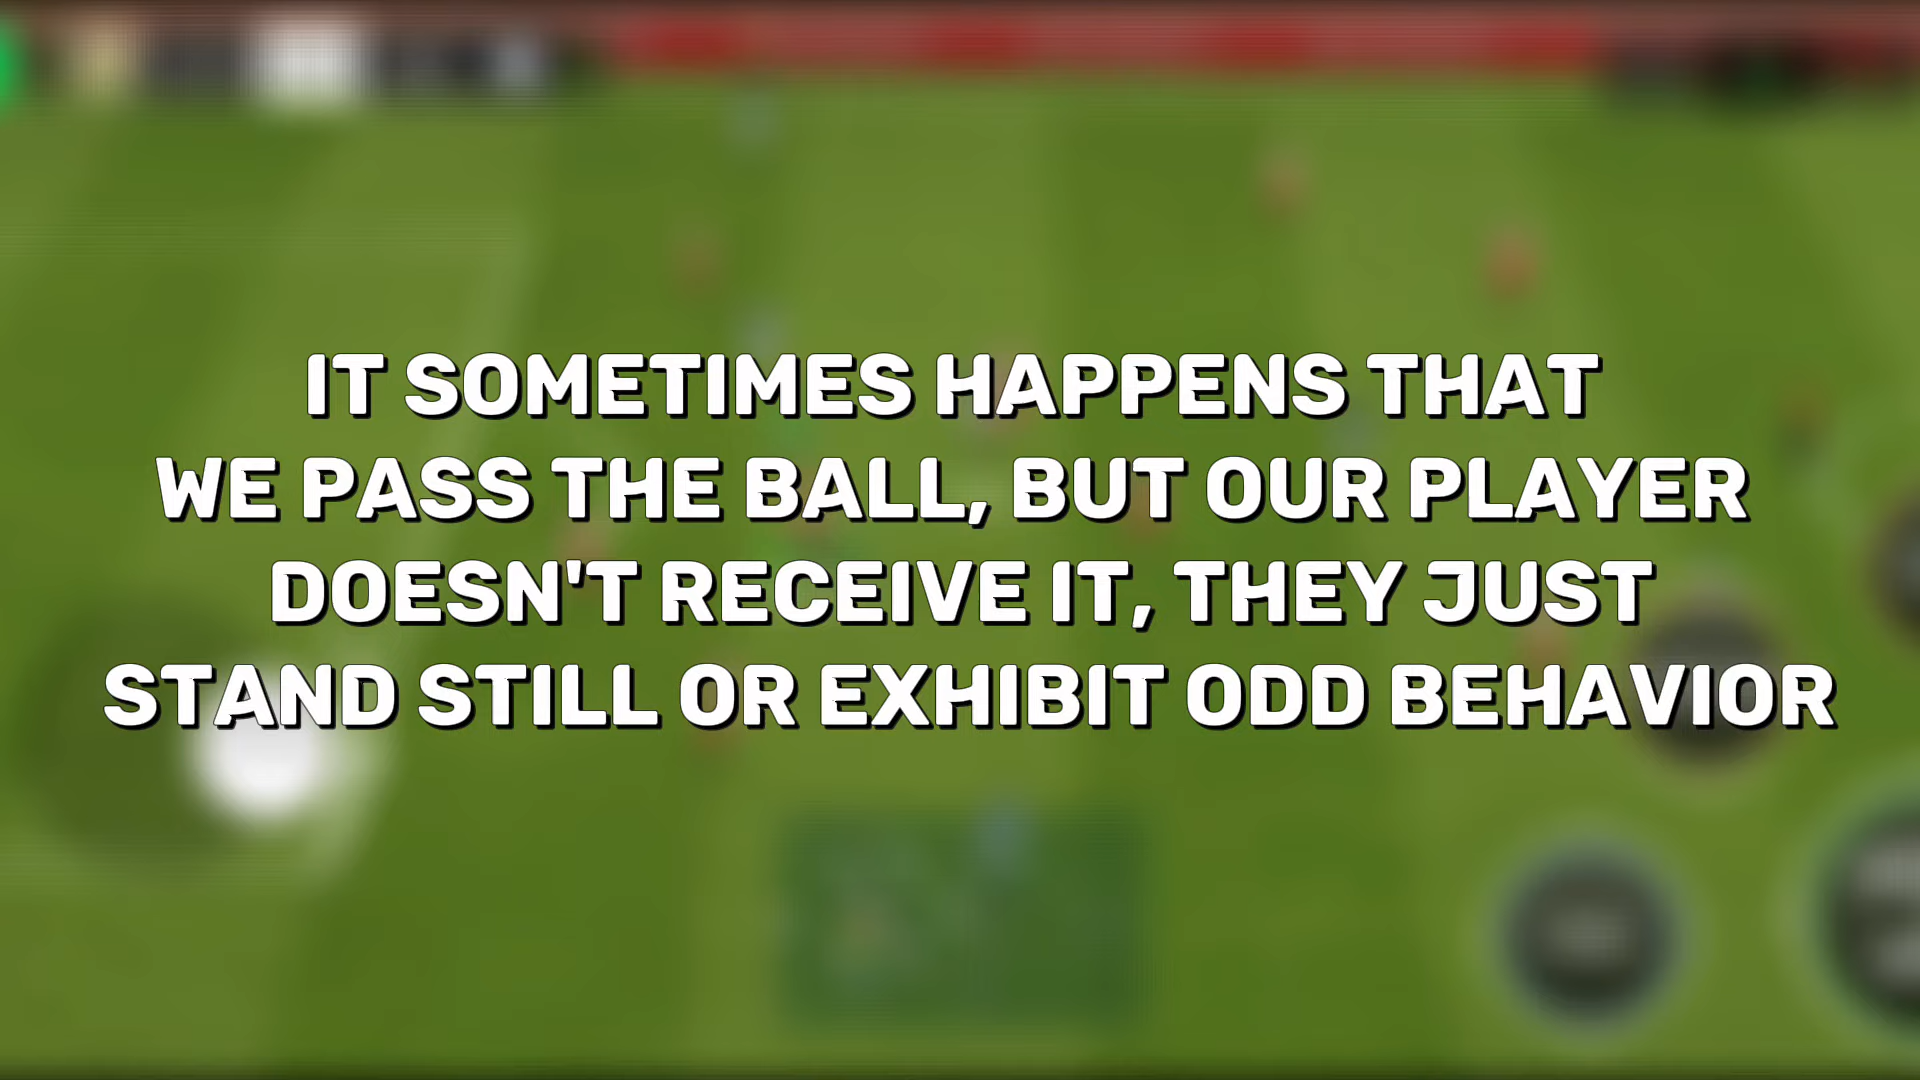 IT SOMETIMES HAPPENS THAT
WE PASS THE BALL, BUT OUR PLAYER
DOESN'T RECEIVE IT, THEY JUST
STAND STILL OR EXHIBIT ODD BEHAVIOR